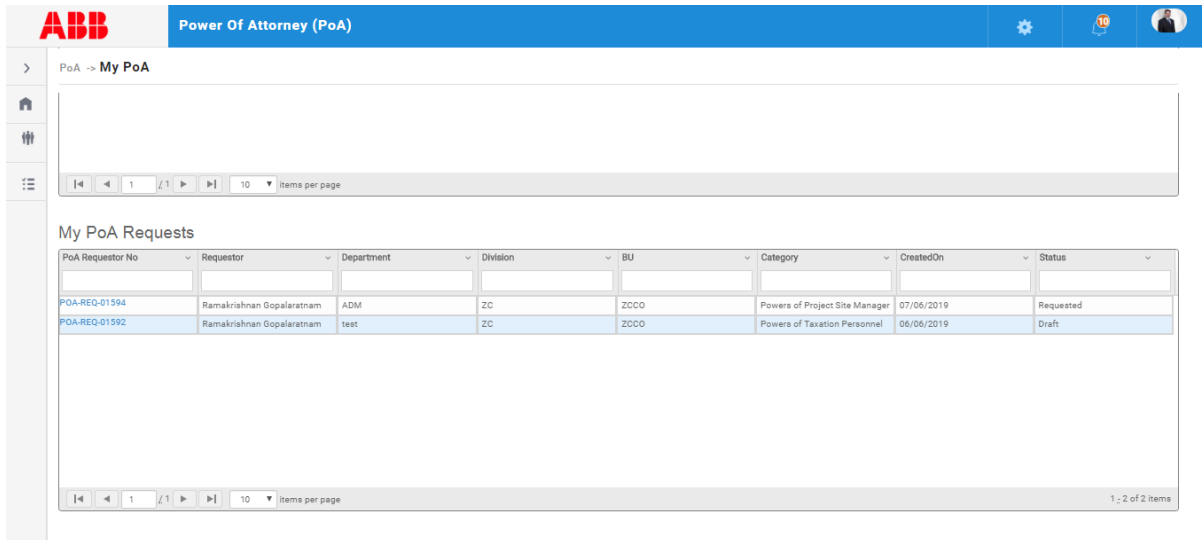 ABB Power Of Attorney (PoA) 10
PoA -> My PoA
1 / 1 10 items per page
My PoA Requests
PoA Requestor No Requestor Department Division BU Category CreatedOn Status
POA-REQ-01594 Ramakrishnan Gopalaratnam ADM ZC ZCCO Powers of Project Site Manager 07/06/2019 Requested
POA-REQ-01592 Ramakrishnan Gopalaratnam test ZC ZCCO Powers of Taxation Personnel 06/06/2019 Draft
1 / 1 10 items per page 1 - 2 of 2 items